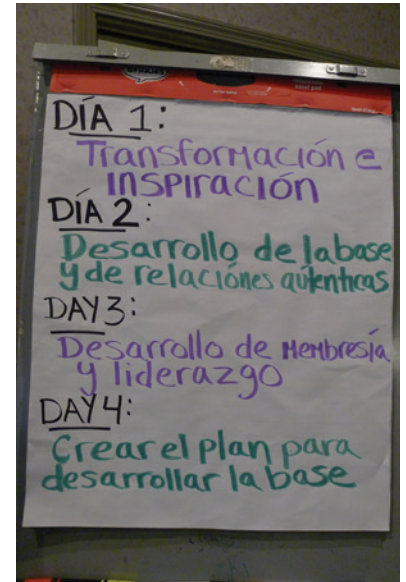 DÍA 1:
Transformación e
INSPIRACIÓN
DÍA 2:
Desarrollo de la base
y de relaciónes aútenticas
DAY 3:
Desarrollo de Membresía
y liderazgo
DAY 4:
Crear el plan para
desarrollar la base